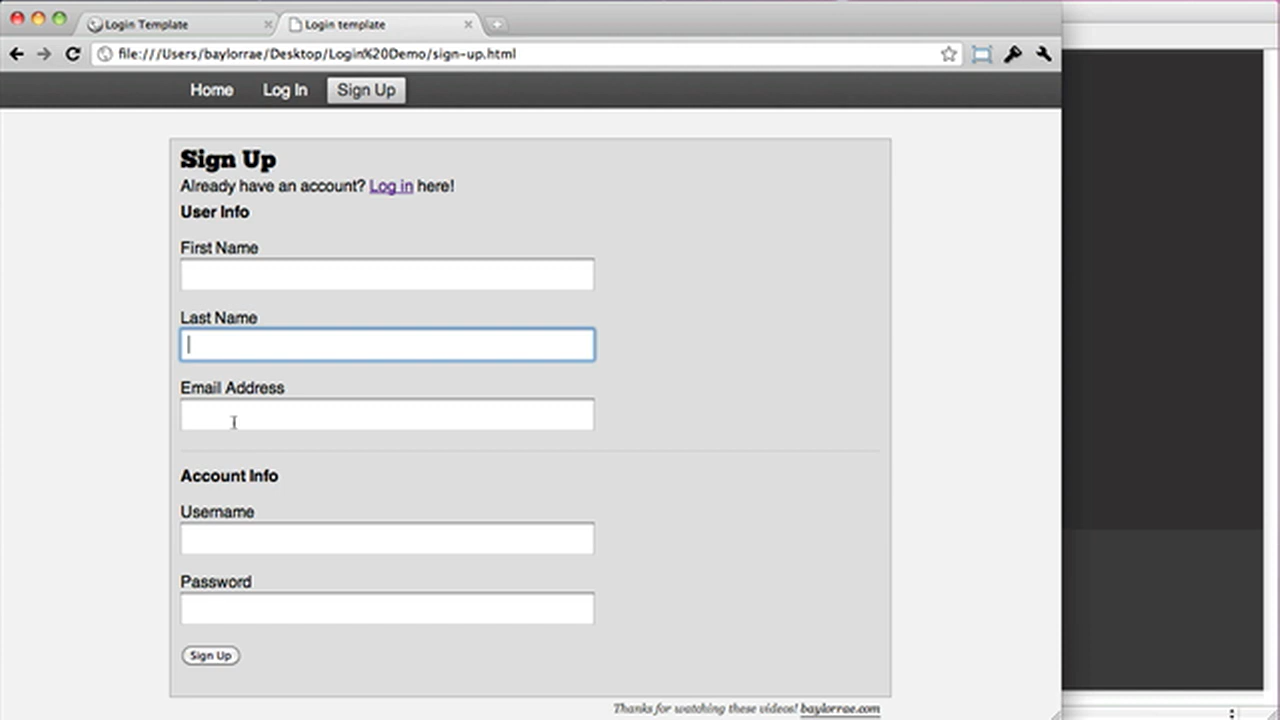 Login Template
Login template
file:///Users/baylorrae/Desktop/Login%20Demo/sign-up.html
Home Log In Sign Up
Sign Up
Already have an account? Log in here!
User Info
First Name
Last Name
Email Address
Account Info
Username
Password
Sign Up
Thanks for watching these videos! baylorrae.com